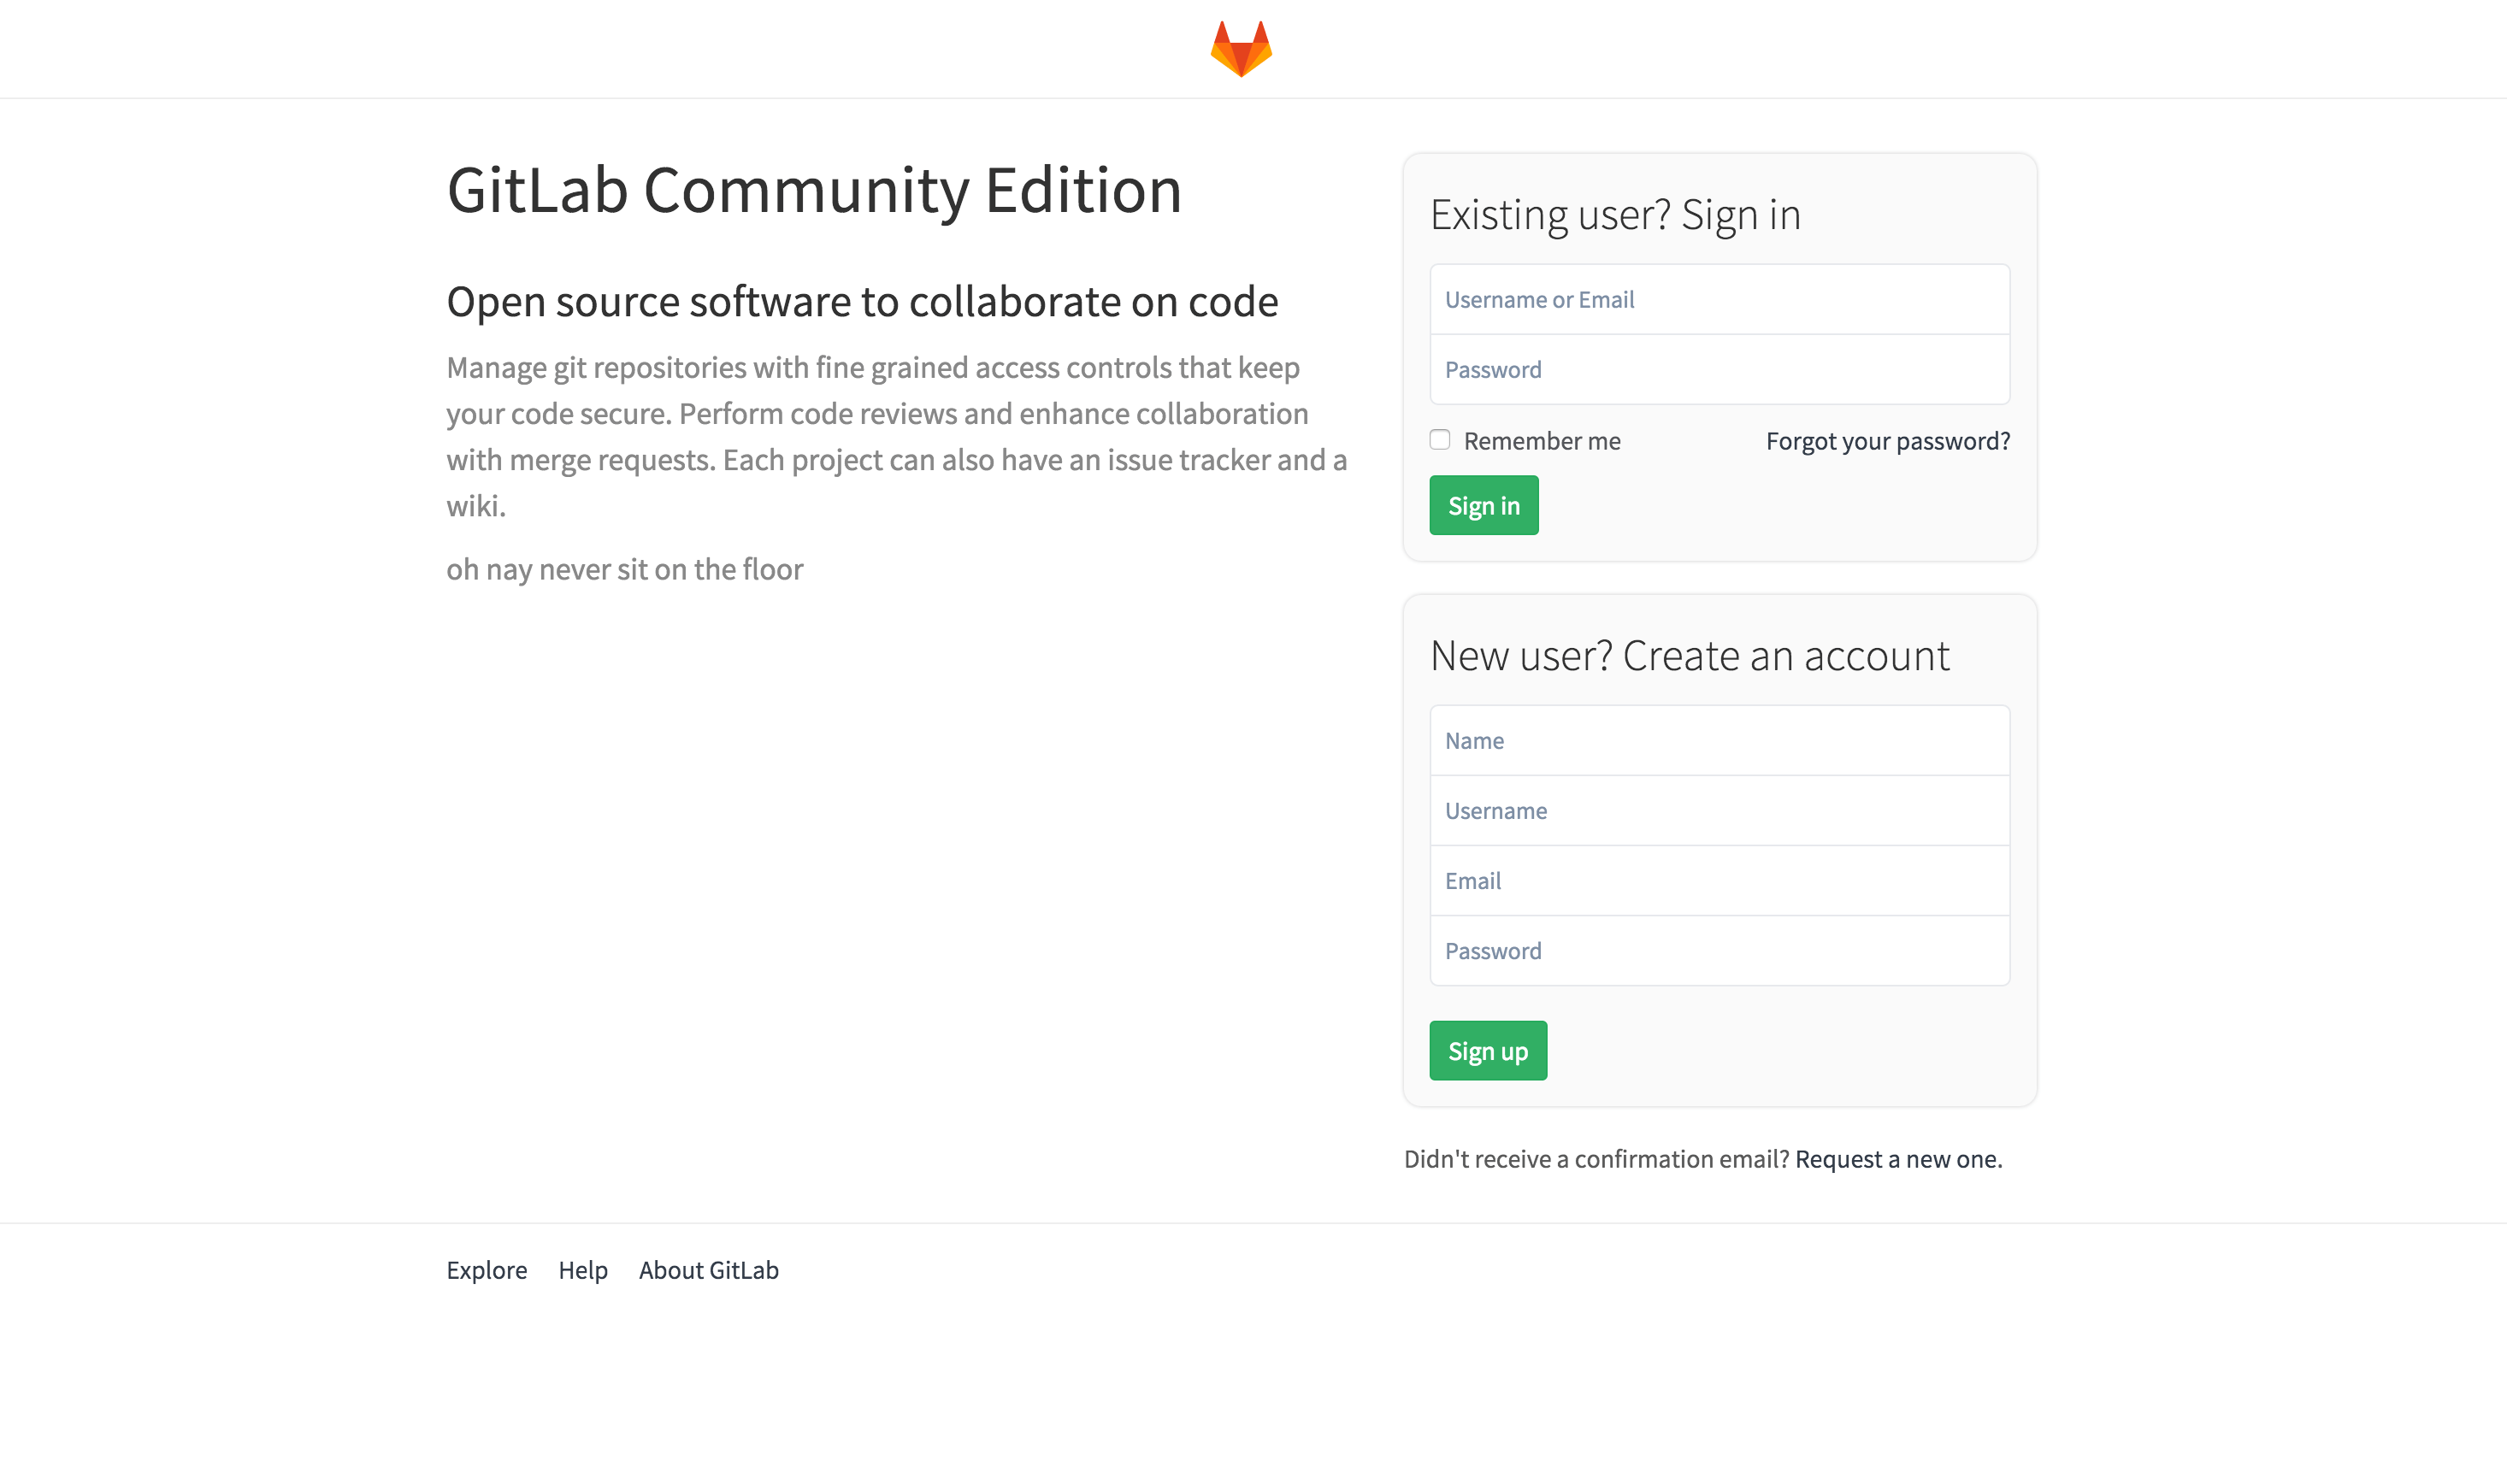 GitLab Community Edition
Open source software to collaborate on code
Manage git repositories with fine grained access controls that keep
your code secure. Perform code reviews and enhance collaboration
with merge requests. Each project can also have an issue tracker and a
wiki.
oh nay never sit on the floor
Existing user? Sign in
Username or Email
Password
Remember me
Forgot your password?
Sign in
New user? Create an account
Name
Username
Email
Password
Sign up
Didn't receive a confirmation email? Request a new one.
Explore Help About GitLab